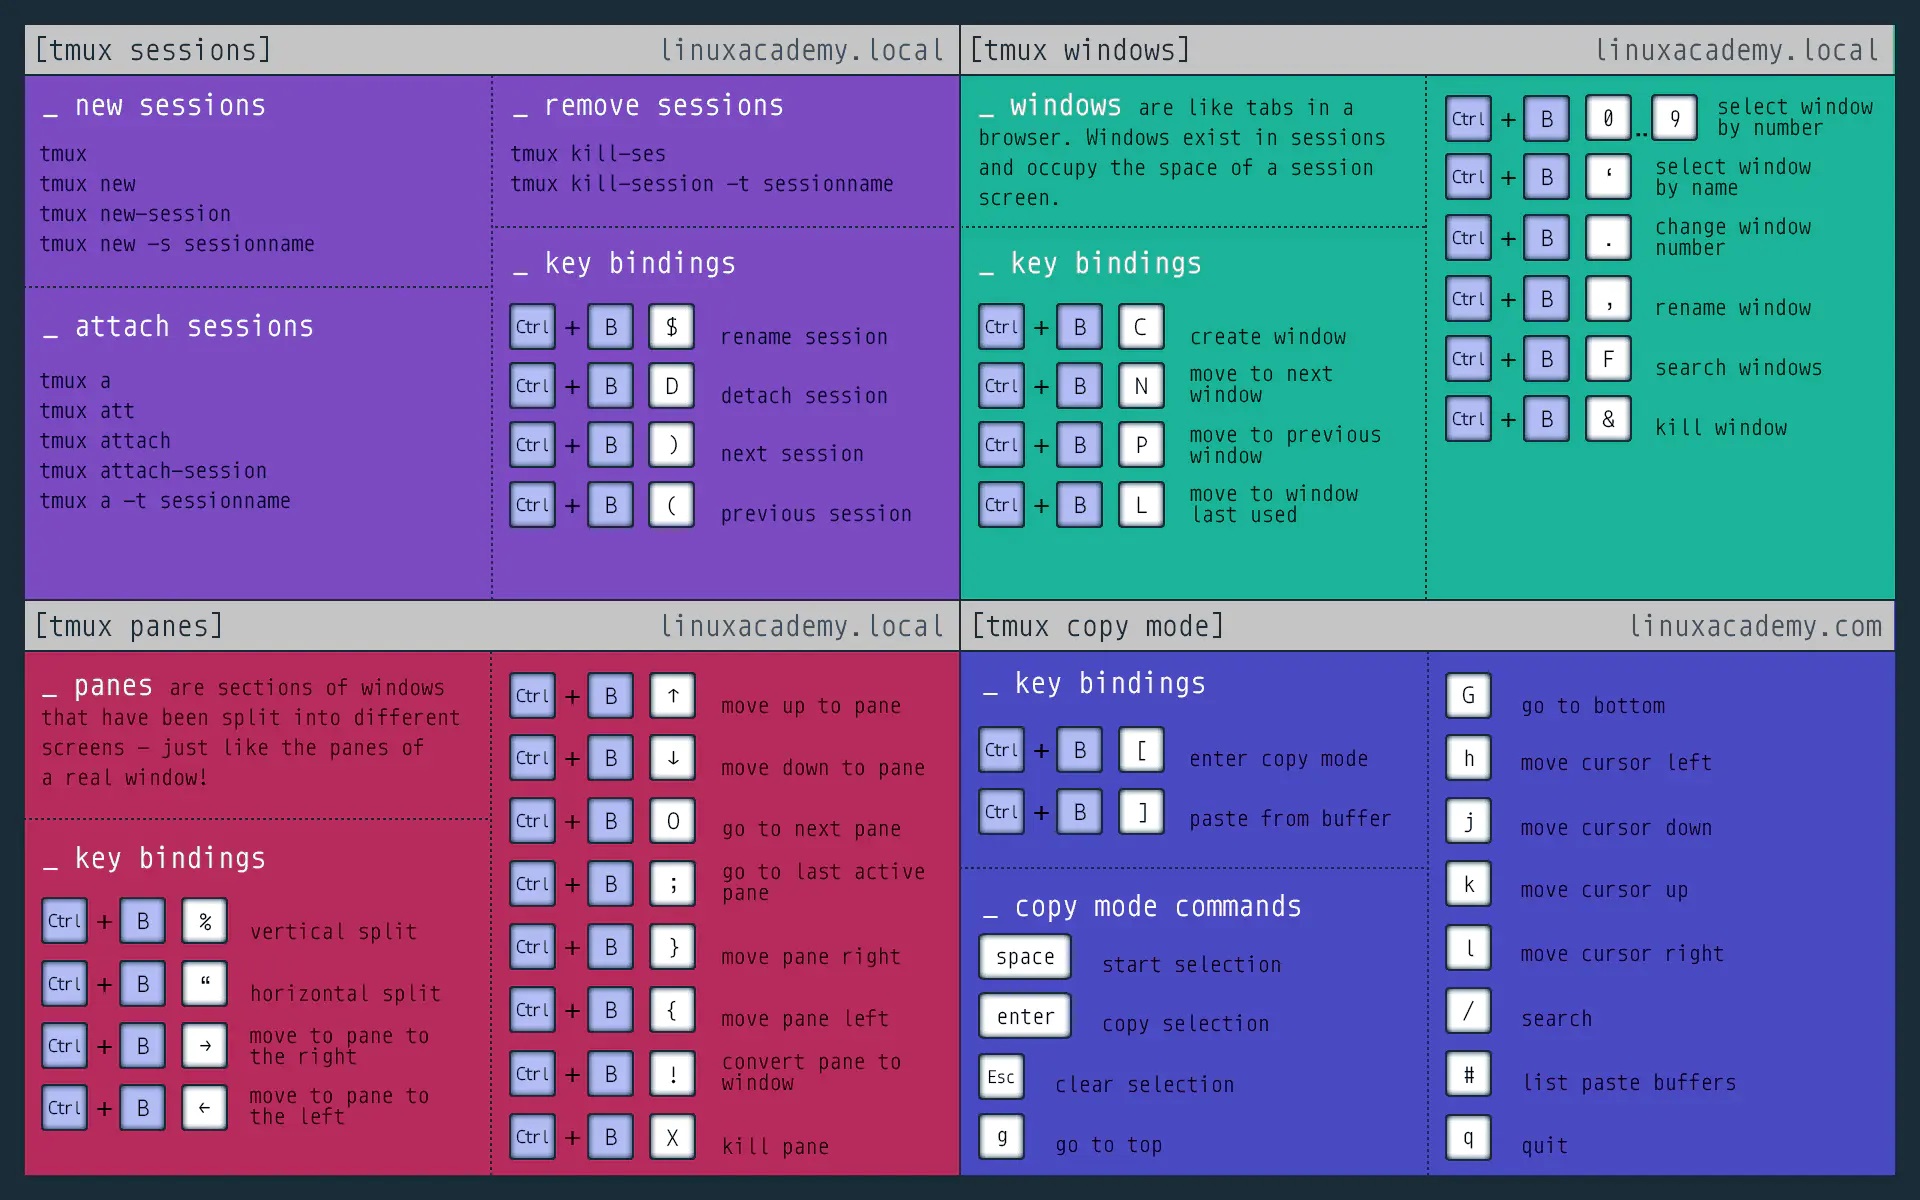 [tmux sessions] linuxacademy.local
_ new sessions
tmux
tmux new
tmux new-session
tmux new -s sessionname
_ attach sessions
tmux a
tmux att
tmux attach
tmux attach-session
tmux a -t sessionname
_ remove sessions
tmux kill-ses
tmux kill-session -t sessionname
_ key bindings
Ctrl + B $ rename session
Ctrl + B D detach session
Ctrl + B ) next session
Ctrl + B ( previous session
[tmux windows] linuxacademy.local
_ windows are like tabs in a
browser. Windows exist in sessions
and occupy the space of a session
screen.
_ key bindings
Ctrl + B C create window
Ctrl + B N move to next
window
Ctrl + B P move to previous
window
Ctrl + B L move to window
last used
Ctrl + B 0 .. 9 select window
by number
Ctrl + B ‘ select window
by name
Ctrl + B . change window
number
Ctrl + B , rename window
Ctrl + B F search windows
Ctrl + B & kill window
[tmux panes] linuxacademy.local
_ panes are sections of windows
that have been split into different
screens – just like the panes of
a real window!
_ key bindings
Ctrl + B % vertical split
Ctrl + B “ horizontal split
Ctrl + B → move to pane to
the right
Ctrl + B ← move to pane to
the left
Ctrl + B ↑ move up to pane
Ctrl + B ↓ move down to pane
Ctrl + B O go to next pane
Ctrl + B ; go to last active
pane
Ctrl + B } move pane right
Ctrl + B { move pane left
Ctrl + B ! convert pane to
window
Ctrl + B X kill pane
[tmux copy mode] linuxacademy.com
_ key bindings
Ctrl + B [ enter copy mode
Ctrl + B ] paste from buffer
_ copy mode commands
space start selection
enter copy selection
Esc clear selection
g go to top
G go to bottom
h move cursor left
j move cursor down
k move cursor up
l move cursor right
/ search
# list paste buffers
q quit